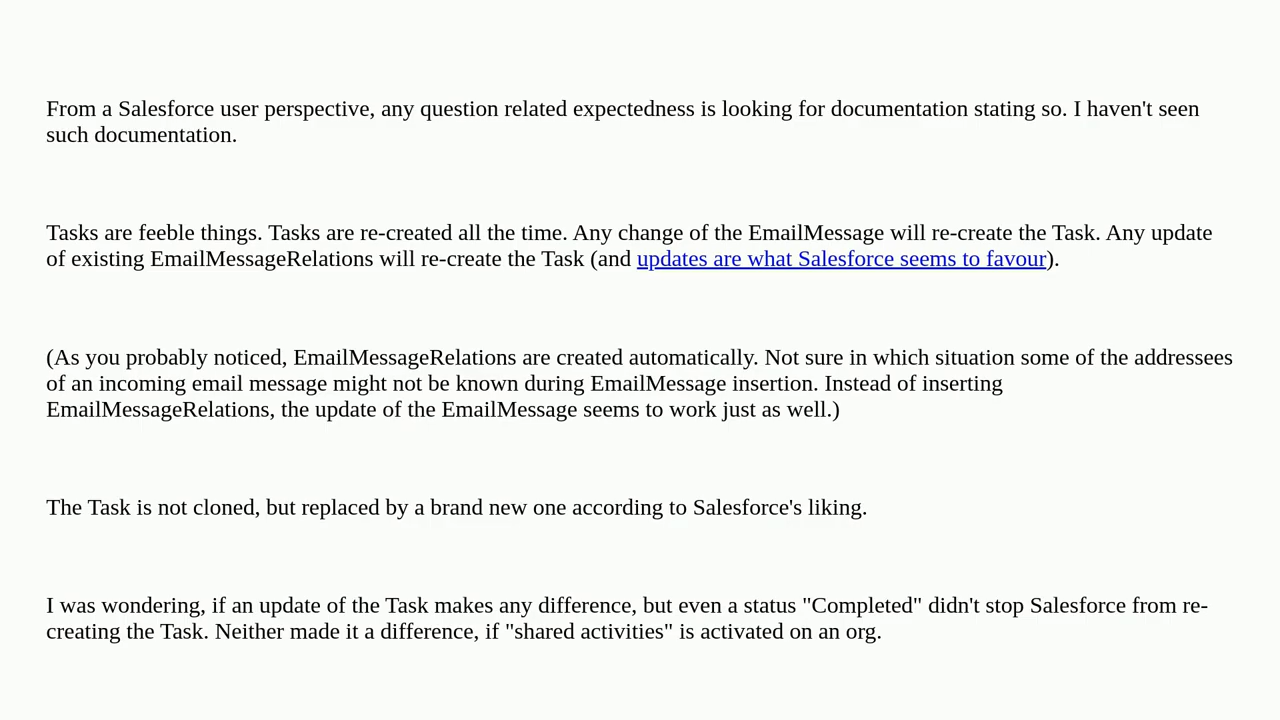 From a Salesforce user perspective, any question related expectedness is looking for documentation stating so. I haven't seen
such documentation.
Tasks are feeble things. Tasks are re-created all the time. Any change of the EmailMessage will re-create the Task. Any update
of existing EmailMessageRelations will re-create the Task (and updates are what Salesforce seems to favour).
(As you probably noticed, EmailMessageRelations are created automatically. Not sure in which situation some of the addressees
of an incoming email message might not be known during EmailMessage insertion. Instead of inserting
EmailMessageRelations, the update of the EmailMessage seems to work just as well.)
The Task is not cloned, but replaced by a brand new one according to Salesforce's liking.
I was wondering, if an update of the Task makes any difference, but even a status "Completed" didn't stop Salesforce from re-
creating the Task. Neither made it a difference, if "shared activities" is activated on an org.